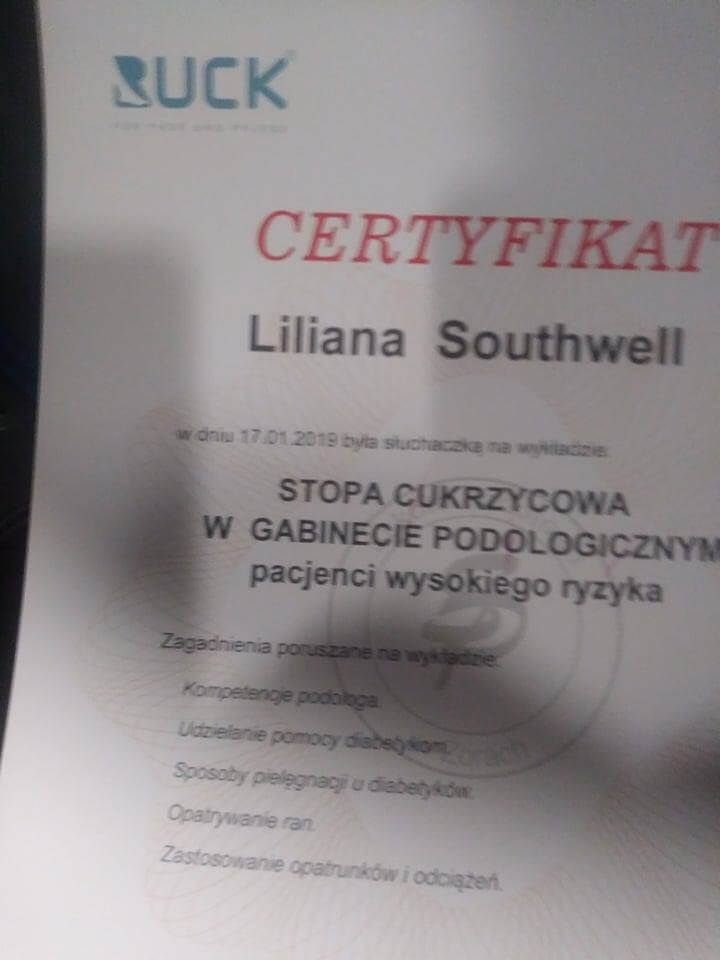 RUCK
CERTYFIKAT
Liliana Southwell
w dniu 17.01.2019 była słuchaczką na wykładzie:
STOPA CUKRZYCOWA
W GABINECIE PODOLOGICZNYM
pacjenci wysokiego ryzyka
Zagadnienia poruszane na wykładzie:
Kompetencje podologa.
Udzielanie pomocy diabetykom.
Sposoby pielęgnacji u diabetyków.
Opatrywanie ran.
Zastosowanie opatrunków i odciążeń.